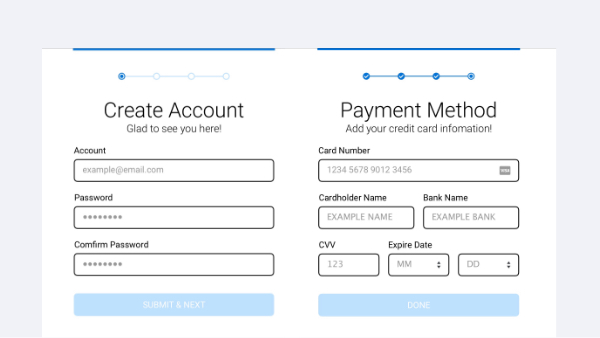 Create Account
Glad to see you here!
Account
example@email.com
Password
Comfirm Password
SUBMIT & NEXT
Payment Method
Add your credit card infomation!
Card Number
1234 5678 9012 3456
Cardholder Name Bank Name
EXAMPLE NAME EXAMPLE BANK
CVV Expire Date
123 MM DD
DONE